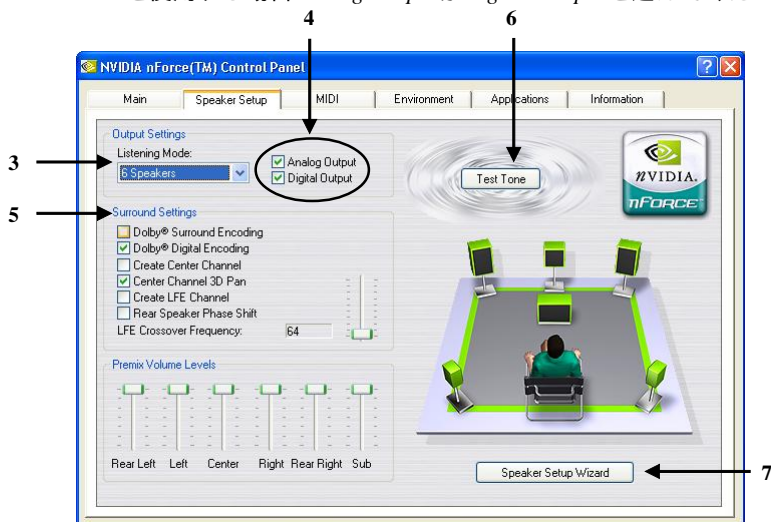 4
6
NVIDIA nForce(TM) Control Panel
Main Speaker Setup MIDI Environment Applications Information
Output Settings
Listening Mode:
3
6 Speakers
Analog Output
Digital Output
Test Tone
nVIDIA.
nFORCE
5
Surround Settings
Dolby® Surround Encoding
Dolby® Digital Encoding
Create Center Channel
Center Channel 3D Pan
Create LFE Channel
Rear Speaker Phase Shift
LFE Crossover Frequency: 64
Premix Volume Levels
Rear Left Left Center Right Rear Right Sub
Speaker Setup Wizard
7